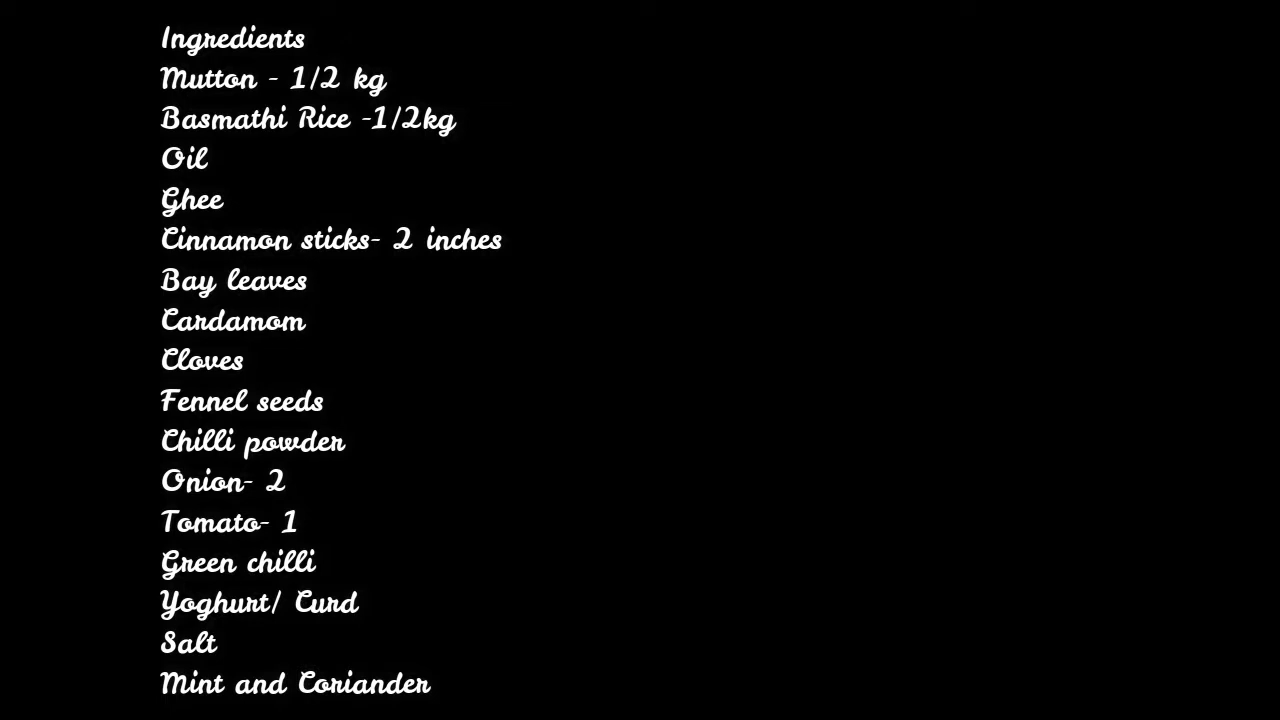 Ingredients
Mutton - 1/2 kg
Basmathi Rice -1/2kg
Oil
Ghee
Cinnamon sticks- 2 inches
Bay leaves
Cardamom
Cloves
Fennel seeds
Chilli powder
Onion- 2
Tomato- 1
Green chilli
Yoghurt/ Curd
Salt
Mint and Coriander